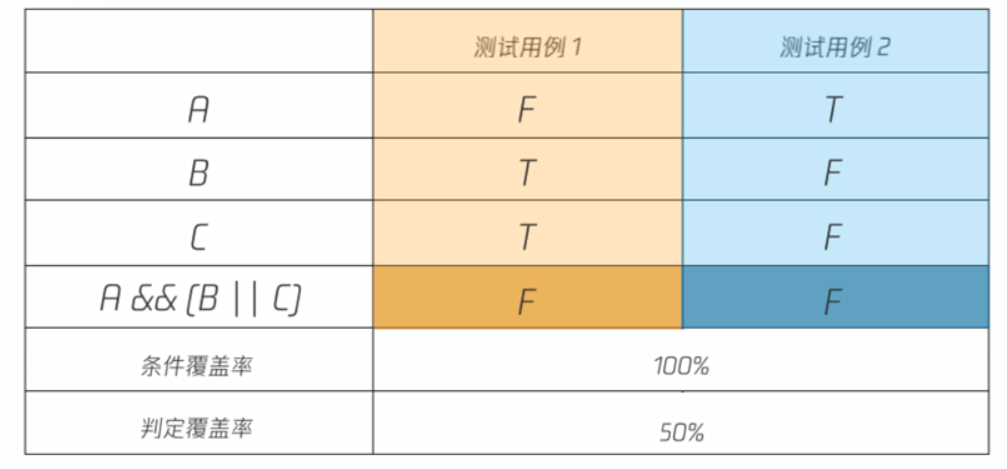 测试用例 1 测试用例 2
A F T
B T F
C T F
A && (B || C) F F
条件覆盖率 100%
判定覆盖率 50%